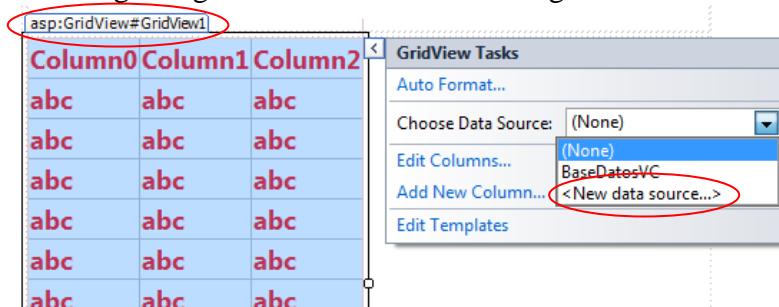 asp:GridView#GridView1
Column0 Column1 Column2
abc abc abc
abc abc abc
abc abc abc
abc abc abc
abc abc abc
abc abc abc
GridView Tasks
Auto Format...
Choose Data Source: (None)
(None)
BaseDatosVC
<New data source...>
Edit Columns...
Add New Column...
Edit Templates